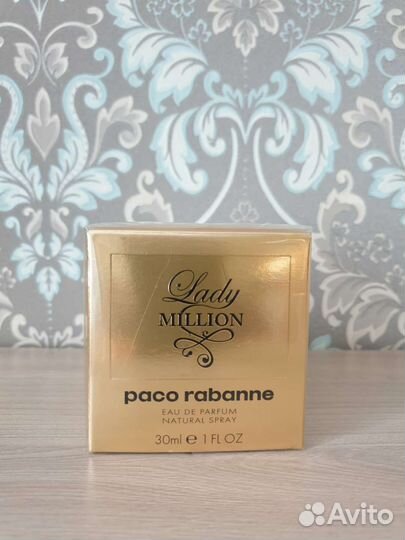 Lady
MILLION
paco rabanne
EAU DE PARFUM
NATURAL SPRAY
30ml e 1 FL OZ
Avito